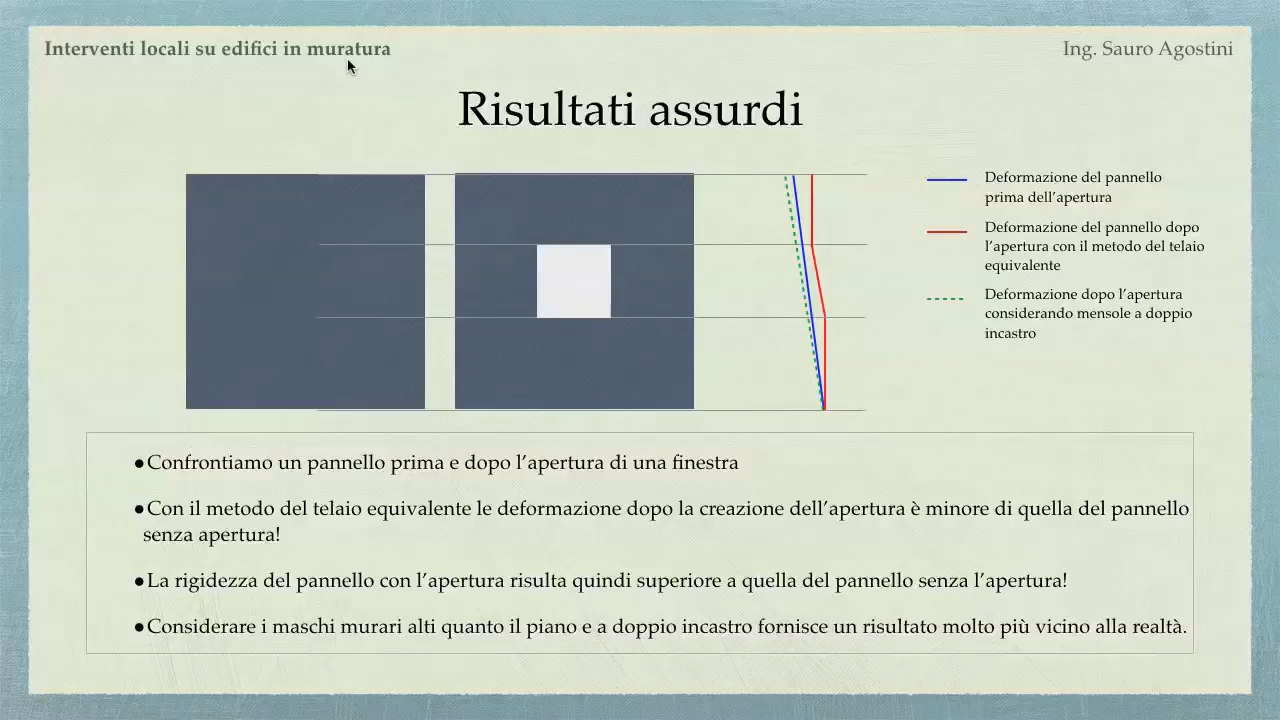 Interventi locali su edifici in muratura
Ing. Sauro Agostini
Risultati assurdi
Deformazione del pannello
prima dell’apertura
Deformazione del pannello dopo
l’apertura con il metodo del telaio
equivalente
Deformazione dopo l’apertura
considerando mensole a doppio
incastro
●Confrontiamo un pannello prima e dopo l’apertura di una finestra
●Con il metodo del telaio equivalente le deformazione dopo la creazione dell’apertura è minore di quella del pannello
senza apertura!
●La rigidezza del pannello con l’apertura risulta quindi superiore a quella del pannello senza l’apertura!
●Considerare i maschi murari alti quanto il piano e a doppio incastro fornisce un risultato molto più vicino alla realtà.